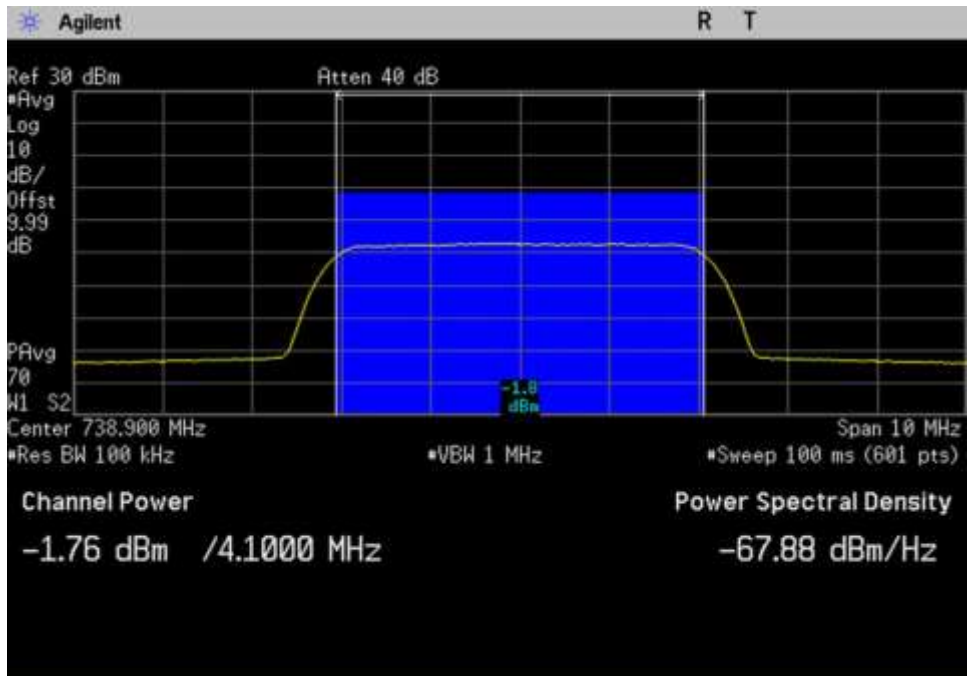 Agilent R T
Ref 30 dBm Atten 40 dB
#Avg
Log
10
dB/
Offst
9.99
dB
-1.8
dBm
PAvg
70
W1 S2
Center 738.900 MHz Span 10 MHz
#Res BW 100 kHz #VBW 1 MHz #Sweep 100 ms (601 pts)
Channel Power Power Spectral Density
-1.76 dBm /4.1000 MHz -67.88 dBm/Hz